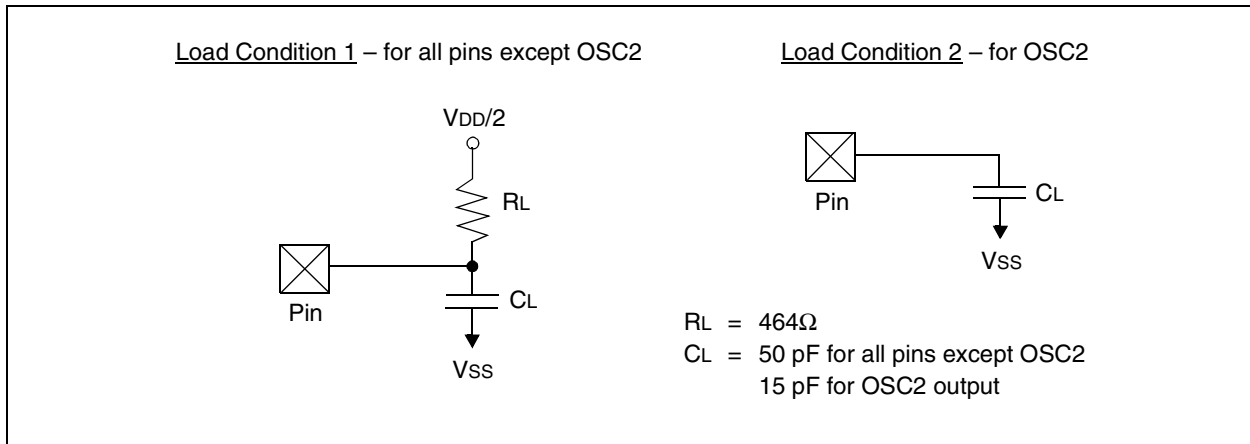 Load Condition 1 – for all pins except OSC2
VDD/2
RL
Pin
CL
VSS
Load Condition 2 – for OSC2
Pin
CL
VSS
RL = 464Ω
CL = 50 pF for all pins except OSC2
15 pF for OSC2 output